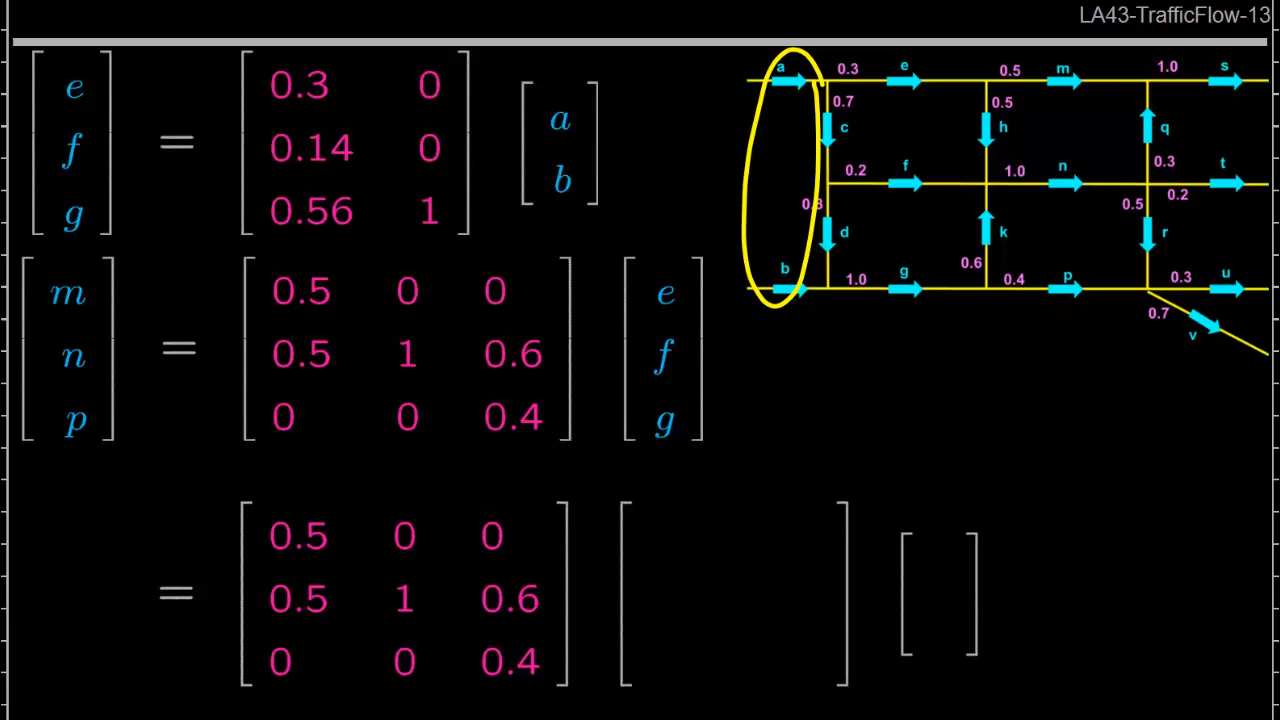 LA43-TrafficFlow-13
e = 0.3 0 a
f 0.14 0 b
g 0.56 1
m = 0.5 0 0 e
n 0.5 1 0.6 f
p 0 0 0.4 g
= 0.5 0 0
0.5 1 0.6
0 0 0.4
a 0.3 e 0.5 m 1.0 s
0.7 c 0.5 h q
0.2 f 1.0 n 0.3 t
0.2
0.8 d k 0.5 r
b 1.0 g 0.6 0.4 p 0.3 u
0.7 v